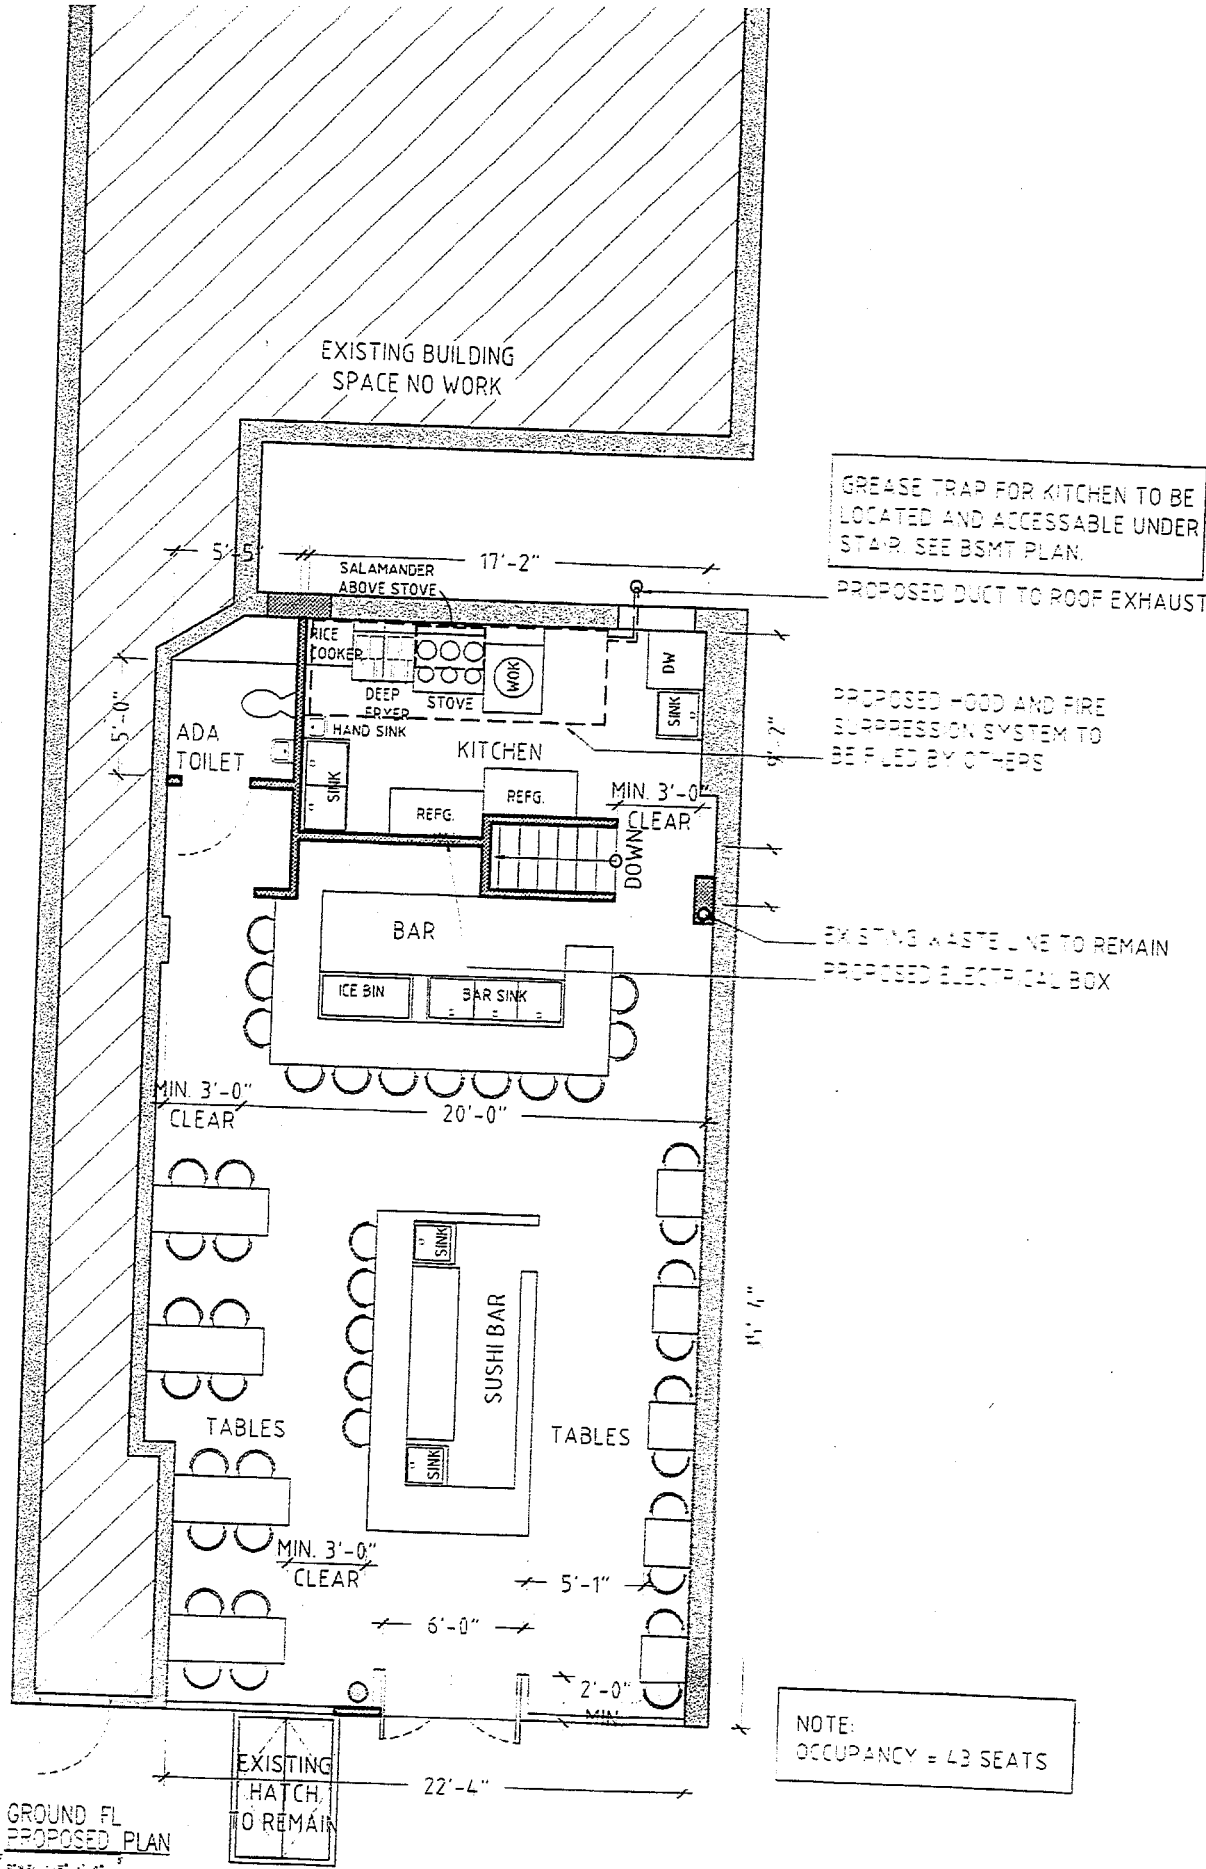 EXISTING BUILDING
SPACE NO WORK
GREASE TRAP FOR KITCHEN TO BE
LOCATED AND ACCESSABLE UNDER
STAIR. SEE BSMT PLAN.
5'-5"
17'-2"
SALAMANDER
ABOVE STOVE
PROPOSED DUCT TO ROOF EXHAUST
RICE
COOKER
DEEP
FRYER
STOVE
WOK
DW
SINK
HAND SINK
5'-0"
ADA
TOILET
KITCHEN
SINK
9'-2"
PROPOSED HOOD AND FIRE
SUPPRESSION SYSTEM TO
BE FILED BY OTHERS
REFG.
REFG.
MIN. 3'-0"
CLEAR
DOWN
BAR
EXISTING WASTE LINE TO REMAIN
PROPOSED ELECTRICAL BOX
ICE BIN
BAR SINK
MIN. 3'-0"
CLEAR
20'-0"
SINK
SUSHI BAR
SINK
TABLES
TABLES
MIN. 3'-0"
CLEAR
5'-1"
6'-0"
2'-0"
MIN.
NOTE:
OCCUPANCY = 43 SEATS
EXISTING
HATCH
TO REMAIN
22'-4"
GROUND FL
PROPOSED PLAN